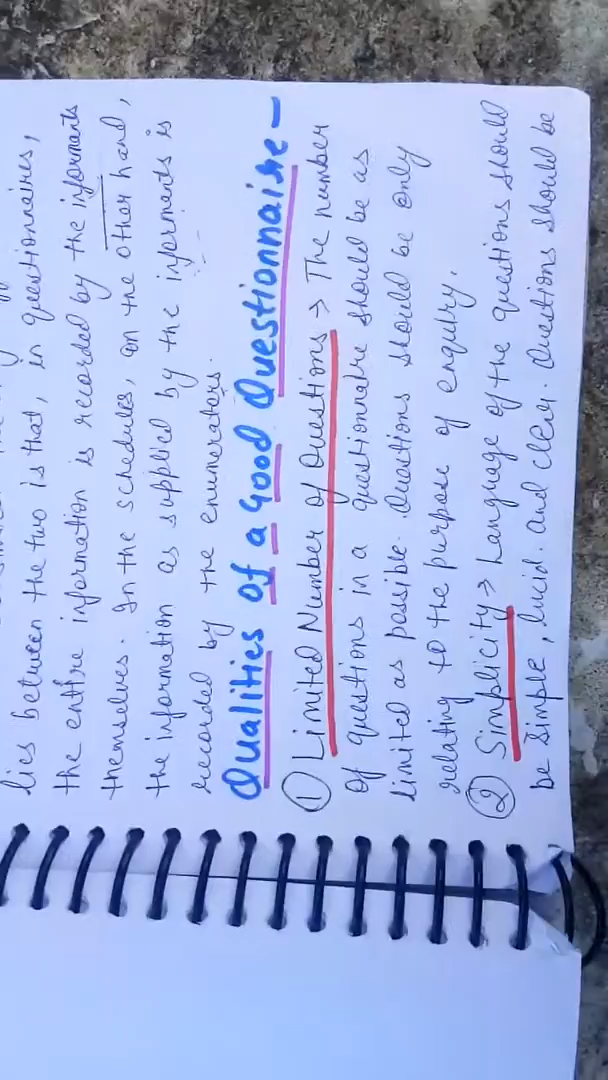 lies between the two is that, in questionnaires,
the entire information is recorded by the informants
themselves. In the schedules, on the other hand,
the information as supplied by the informents is
recorded by the enumerators.
Qualities of a Good Questionnaire -
① Limited Number of Questions → The number
of questions in a questionaire should be as
limited as possible. Questions should be only
relating to the purpose of enquiry.
② Simplicity → Language of the questions should
be simple, lucid. and clear. Questions should be